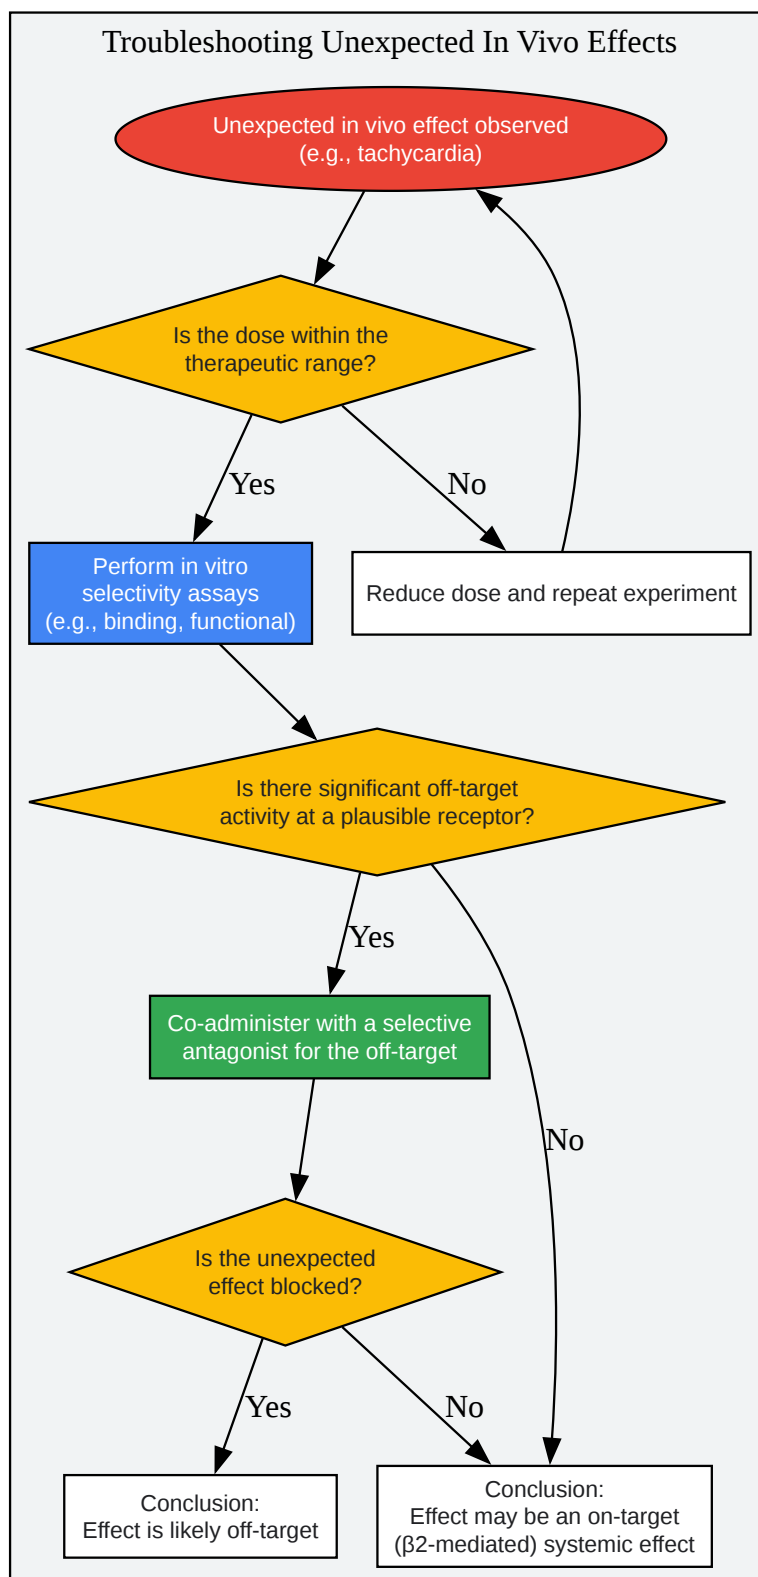 Troubleshooting Unexpected In Vivo Effects
Unexpected in vivo effect observed
(e.g., tachycardia)
Is the dose within the
therapeutic range?
Yes
No
Perform in vitro
selectivity assays
(e.g., binding, functional)
Reduce dose and repeat experiment
Is there significant off-target
activity at a plausible receptor?
Yes
Co-administer with a selective
antagonist for the off-target
No
Is the unexpected
effect blocked?
Yes
No
Conclusion:
Effect is likely off-target
Conclusion:
Effect may be an on-target
(β2-mediated) systemic effect